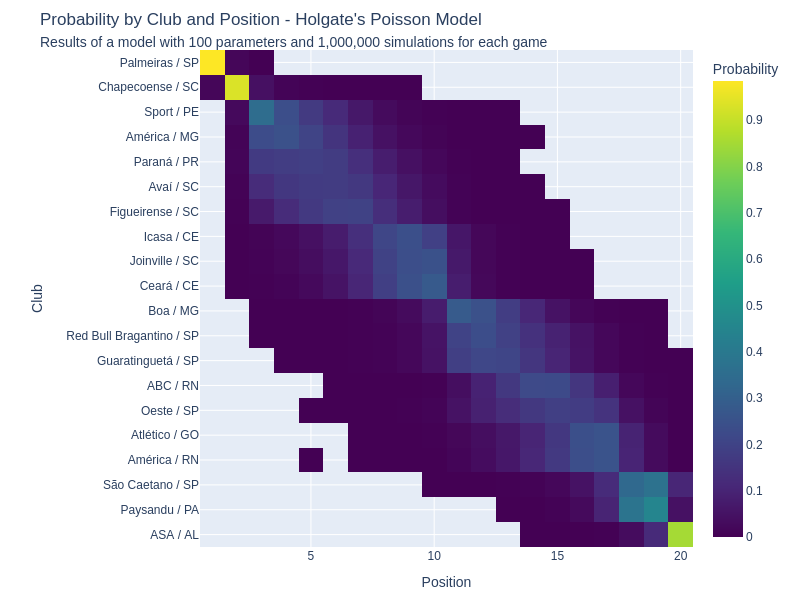 Probability by Club and Position - Holgate's Poisson Model
Results of a model with 100 parameters and 1,000,000 simulations for each game
Palmeiras / SP
Chapecoense / SC
Sport / PE
América / MG
Paraná / PR
Avaí / SC
Figueirense / SC
Icasa / CE
Joinville / SC
Ceará / CE
Boa / MG
Red Bull Bragantino / SP
Guaratinguetá / SP
ABC / RN
Oeste / SP
Atlético / GO
América / RN
São Caetano / SP
Paysandu / PA
ASA / AL
Club
5
10
15
20
Position
Probability
0.9
0.8
0.7
0.6
0.5
0.4
0.3
0.2
0.1
0